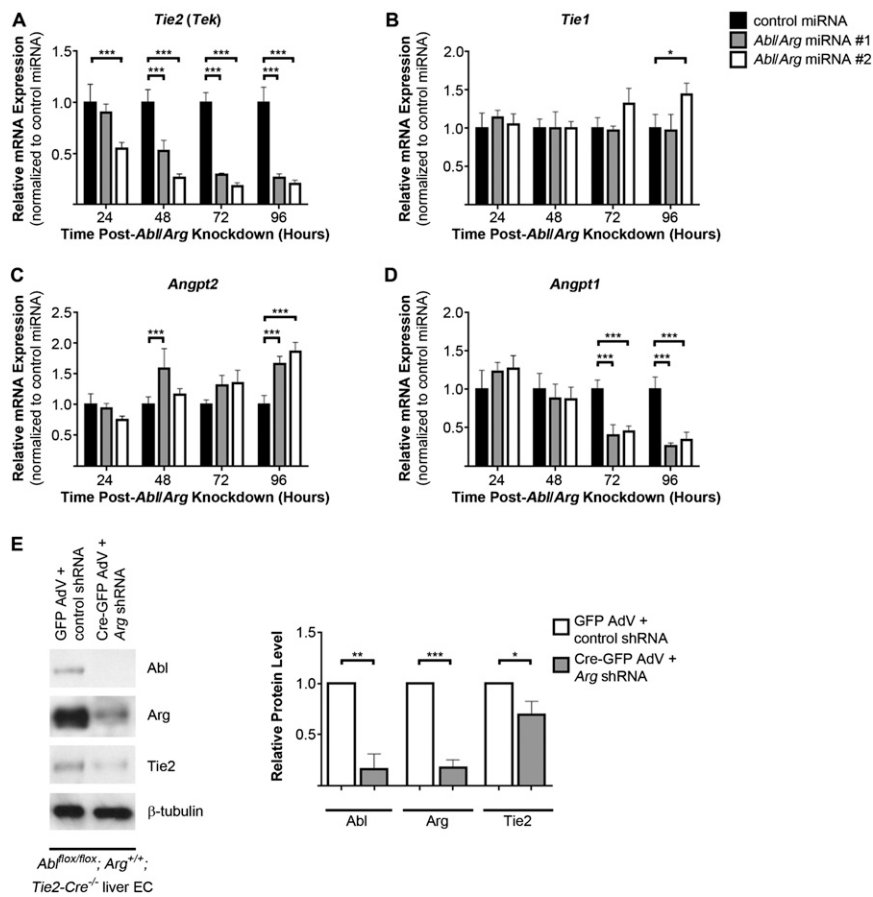 A
Tie2 (Tek)
Relative mRNA Expression
(normalized to control miRNA)
1.5
1.0
0.5
***
***
***
***
***
***
***
24
48
72
96
Time Post-Abl/Arg Knockdown (Hours)
B
Tie1
control miRNA
Abl/Arg miRNA #1
Abl/Arg miRNA #2
Relative mRNA Expression
(normalized to control miRNA)
2.0
1.5
1.0
0.5
*
24
48
72
96
Time Post-Abl/Arg Knockdown (Hours)
C
Angpt2
Relative mRNA Expression
(normalized to control miRNA)
2.5
2.0
1.5
1.0
0.5
***
***
***
24
48
72
96
Time Post-Abl/Arg Knockdown (Hours)
D
Angpt1
Relative mRNA Expression
(normalized to control miRNA)
2.0
1.5
1.0
0.5
***
***
***
***
24
48
72
96
Time Post-Abl/Arg Knockdown (Hours)
E
GFP AdV +
control shRNA
Cre-GFP AdV +
Arg shRNA
Abl
Arg
Tie2
β-tubulin
Abl^flox/flox; Arg^+/+;
Tie2-Cre^-/- liver EC
Relative Protein Level
1.5
1.0
0.5
**
***
*
Abl
Arg
Tie2
GFP AdV +
control shRNA
Cre-GFP AdV +
Arg shRNA